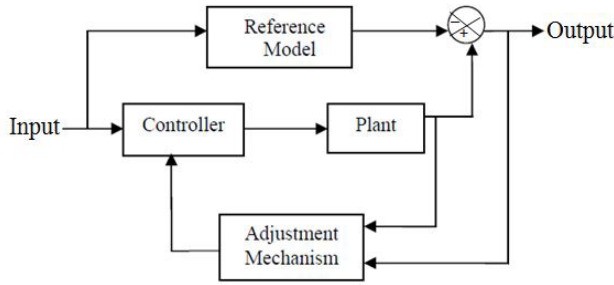 Reference
Model
−
+
Output
Input
Controller
Plant
Adjustment
Mechanism